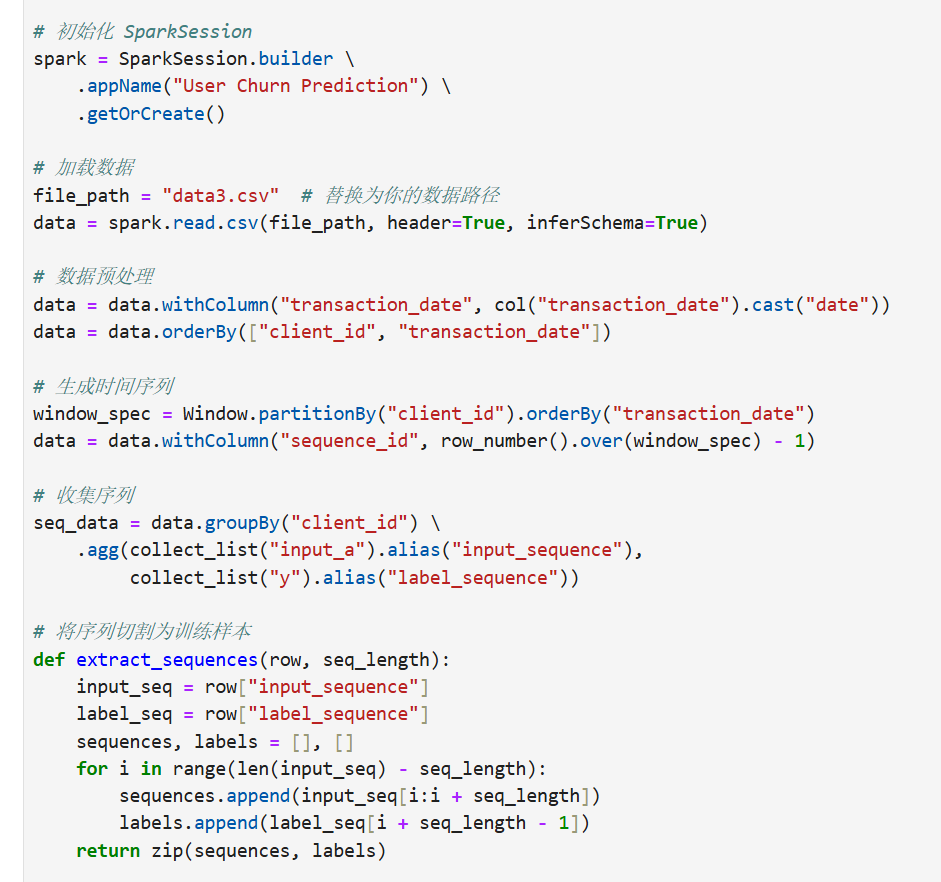 # 初始化 SparkSession
spark = SparkSession.builder \
    .appName("User Churn Prediction") \
    .getOrCreate()
# 加载数据
file_path = "data3.csv"  # 替换为你的数据路径
data = spark.read.csv(file_path, header=True, inferSchema=True)
# 数据预处理
data = data.withColumn("transaction_date", col("transaction_date").cast("date"))
data = data.orderBy(["client_id", "transaction_date"])
# 生成时间序列
window_spec = Window.partitionBy("client_id").orderBy("transaction_date")
data = data.withColumn("sequence_id", row_number().over(window_spec) - 1)
# 收集序列
seq_data = data.groupBy("client_id") \
    .agg(collect_list("input_a").alias("input_sequence"),
         collect_list("y").alias("label_sequence"))
# 将序列切割为训练样本
def extract_sequences(row, seq_length):
    input_seq = row["input_sequence"]
    label_seq = row["label_sequence"]
    sequences, labels = [], []
    for i in range(len(input_seq) - seq_length):
        sequences.append(input_seq[i:i + seq_length])
        labels.append(label_seq[i + seq_length - 1])
    return zip(sequences, labels)